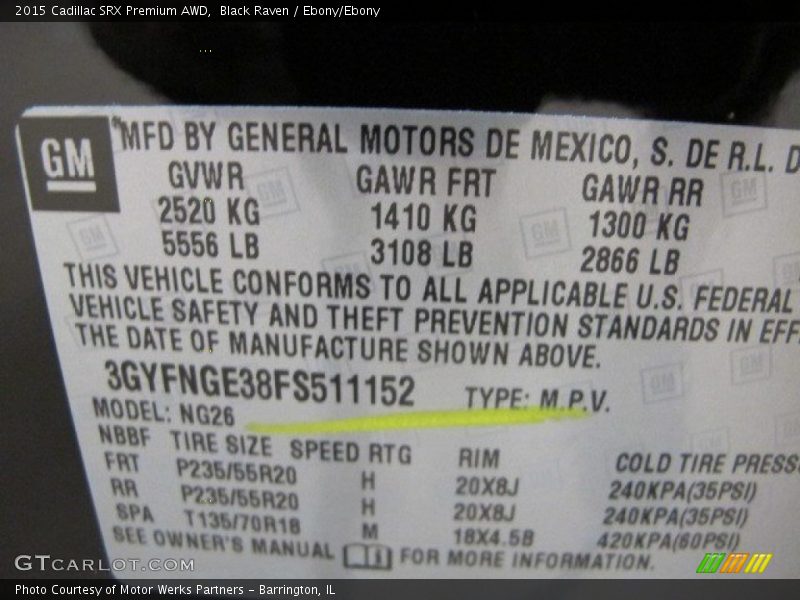 2015 Cadillac SRX Premium AWD,  Black Raven / Ebony/Ebony
GM
MFD BY GENERAL MOTORS DE MEXICO, S. DE R.L. D
GVWR GAWR FRT GAWR RR
2520 KG 1410 KG 1300 KG
5556 LB 3108 LB 2866 LB
THIS VEHICLE CONFORMS TO ALL APPLICABLE U.S. FEDERAL
VEHICLE SAFETY AND THEFT PREVENTION STANDARDS IN EFF
THE DATE OF MANUFACTURE SHOWN ABOVE.
3GYFNGE38FS511152 TYPE: M.P.V.
MODEL: NG26
NBBF TIRE SIZE SPEED RTG RIM COLD TIRE PRESS
FRT P235/55R20 H 20X8J 240KPA(35PSI)
RR P235/55R20 H 20X8J 240KPA(35PSI)
SPA T135/70R18 M 18X4.5B 420KPA(60PSI)
SEE OWNER'S MANUAL FOR MORE INFORMATION.
GTCARLOT.COM
Photo Courtesy of Motor Werks Partners – Barrington, IL